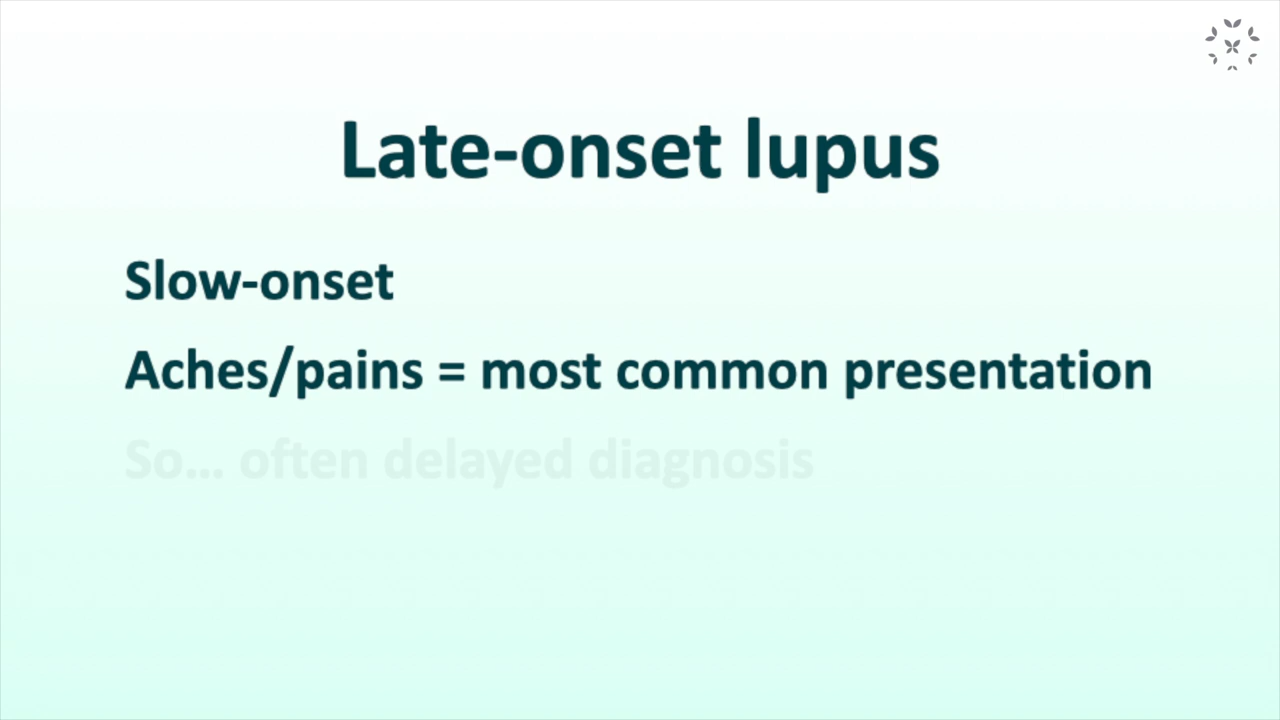 Late-onset lupus
Slow-onset
Aches/pains = most common presentation
So... often delayed diagnosis